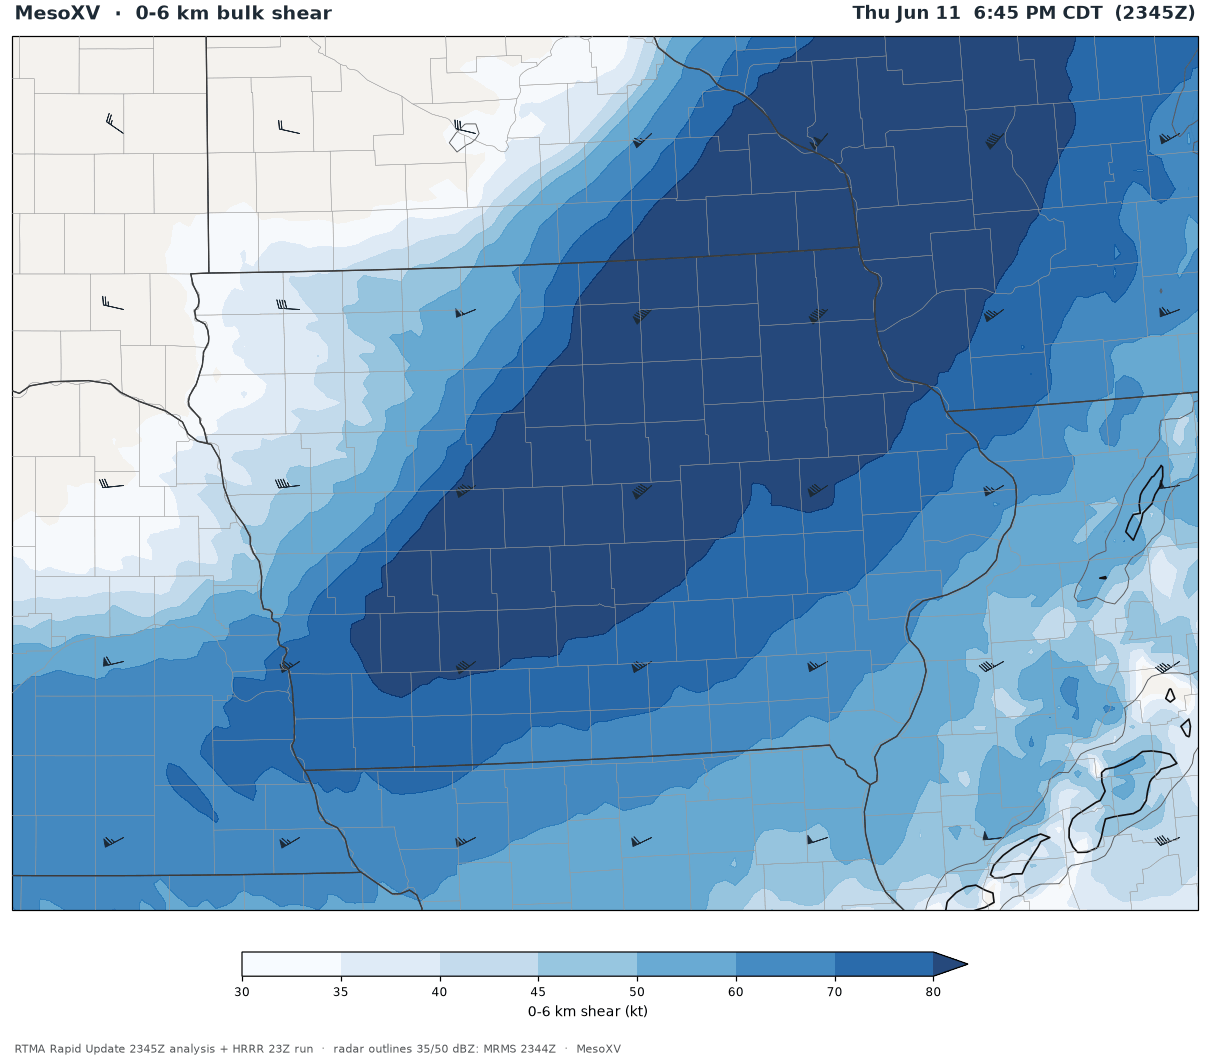 MesoXV · 0-6 km bulk shear
Thu Jun 11 6:45 PM CDT (2345Z)
30 35 40 45 50 60 70 80
0-6 km shear (kt)
RTMA Rapid Update 2345Z analysis + HRRR 23Z run · radar outlines 35/50 dBZ: MRMS 2344Z · MesoXV